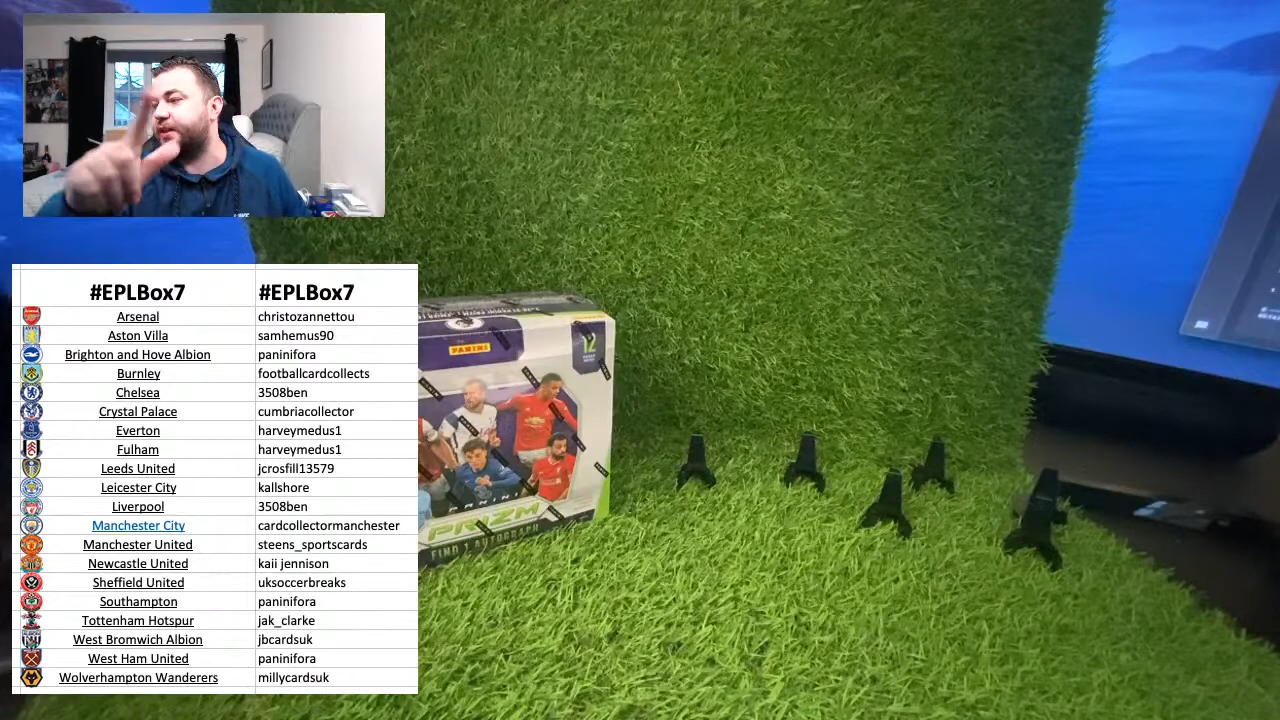 #EPLBox7 #EPLBox7
Arsenal christozannettou
Aston Villa samhemus90
Brighton and Hove Albion paninifora
Burnley footballcardcollects
Chelsea 3508ben
Crystal Palace cumbriacollector
Everton harveymedus1
Fulham harveymedus1
Leeds United jcrosfill13579
Leicester City kallshore
Liverpool 3508ben
Manchester City cardcollectormanchester
Manchester United steens_sportscards
Newcastle United kaii jennison
Sheffield United uksoccerbreaks
Southampton paninifora
Tottenham Hotspur jak_clarke
West Bromwich Albion jbcardsuk
West Ham United paninifora
Wolverhampton Wanderers millycardsuk
PANINI
12
PANINI
PRIZM
FIND 1 AUTOGRAPH